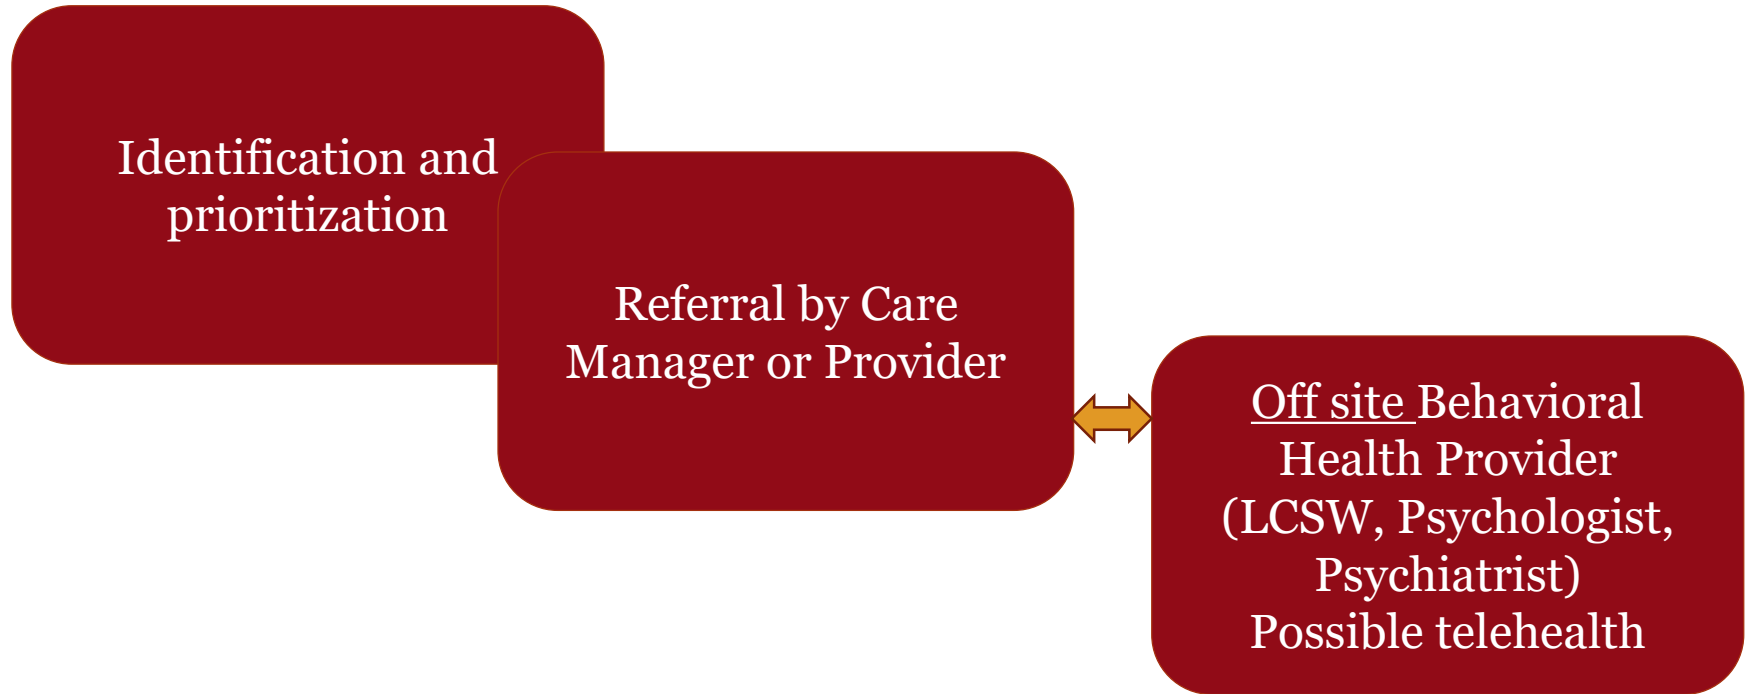 Identification and
prioritization
Referral by Care
Manager or Provider
Off site Behavioral
Health Provider
(LCSW, Psychologist,
Psychiatrist)
Possible telehealth